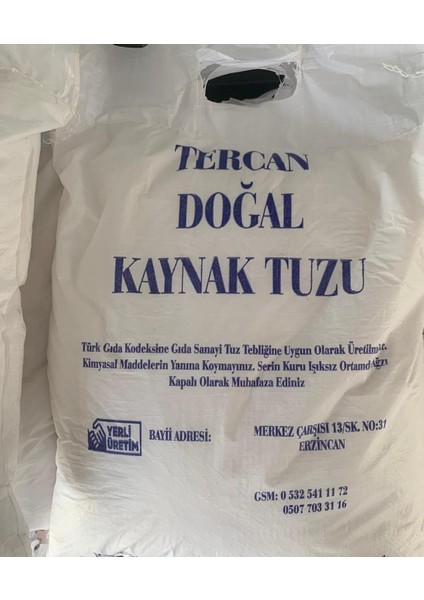 TERCAN
DOĞAL
KAYNAK TUZU
Türk Gıda Kodeksine Gıda Sanayi Tuz Tebliğine Uygun Olarak
Kimyasal Maddelerin Yanına Koymayınız. Serin Kuru Işıksız
Kapalı Olarak Muhafaza Ediniz
YERLİ
ÜRETİM
BAYİİ ADRESİ:
MERKEZ ÇARŞISI 13/SK. NO:31
ERZİNCAN
GSM: 0 532 541 11 72
0507 703 31 16